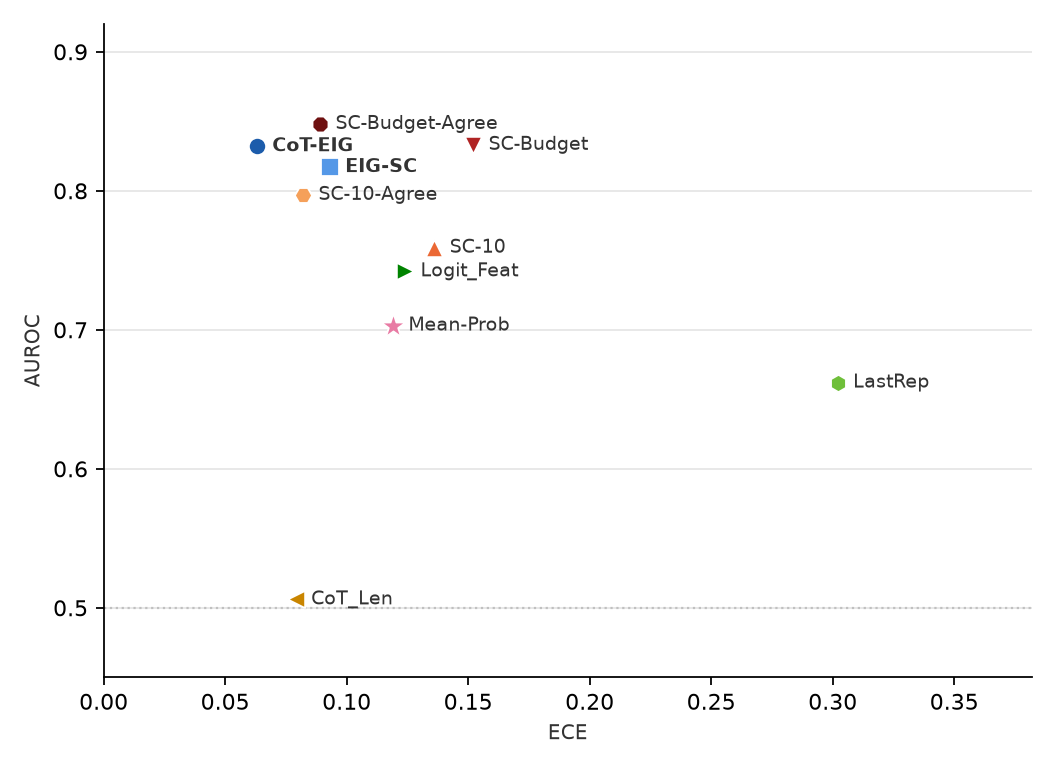 0.9
SC-Budget-Agree
CoT-EIG
SC-Budget
EIG-SC
0.8
SC-10-Agree
SC-10
Logit_Feat
0.7
Mean-Prob
AUROC
LastRep
0.6
CoT_Len
0.5
0.00 0.05 0.10 0.15 0.20 0.25 0.30 0.35
ECE